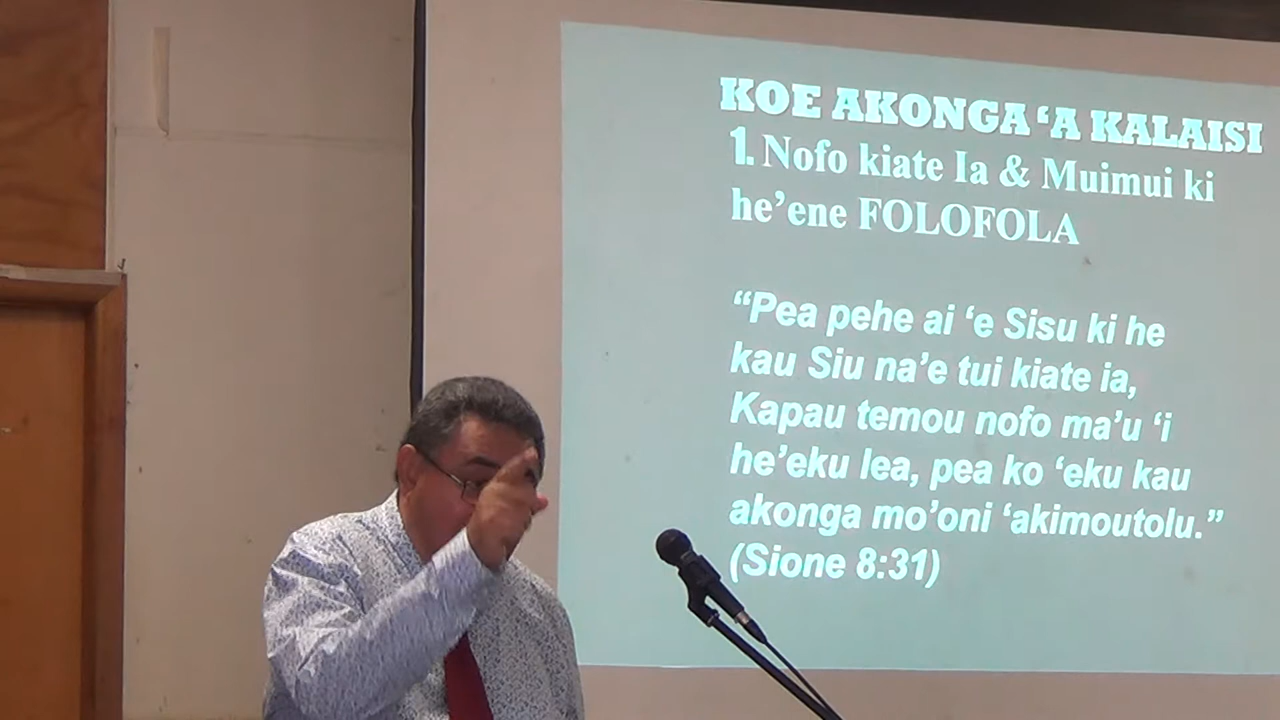 KOE AKONGA ‘A KALAISI
1. Nofo kiate Ia & Muimui ki
he’ene FOLOFOLA
“Pea pehe ai ‘e Sisu ki he
kau Siu na’e tui kiate ia,
Kapau temou nofo ma’u ‘i
he’eku lea, pea ko ‘eku kau
akonga mo’oni ‘akimoutolu.”
(Sione 8:31)